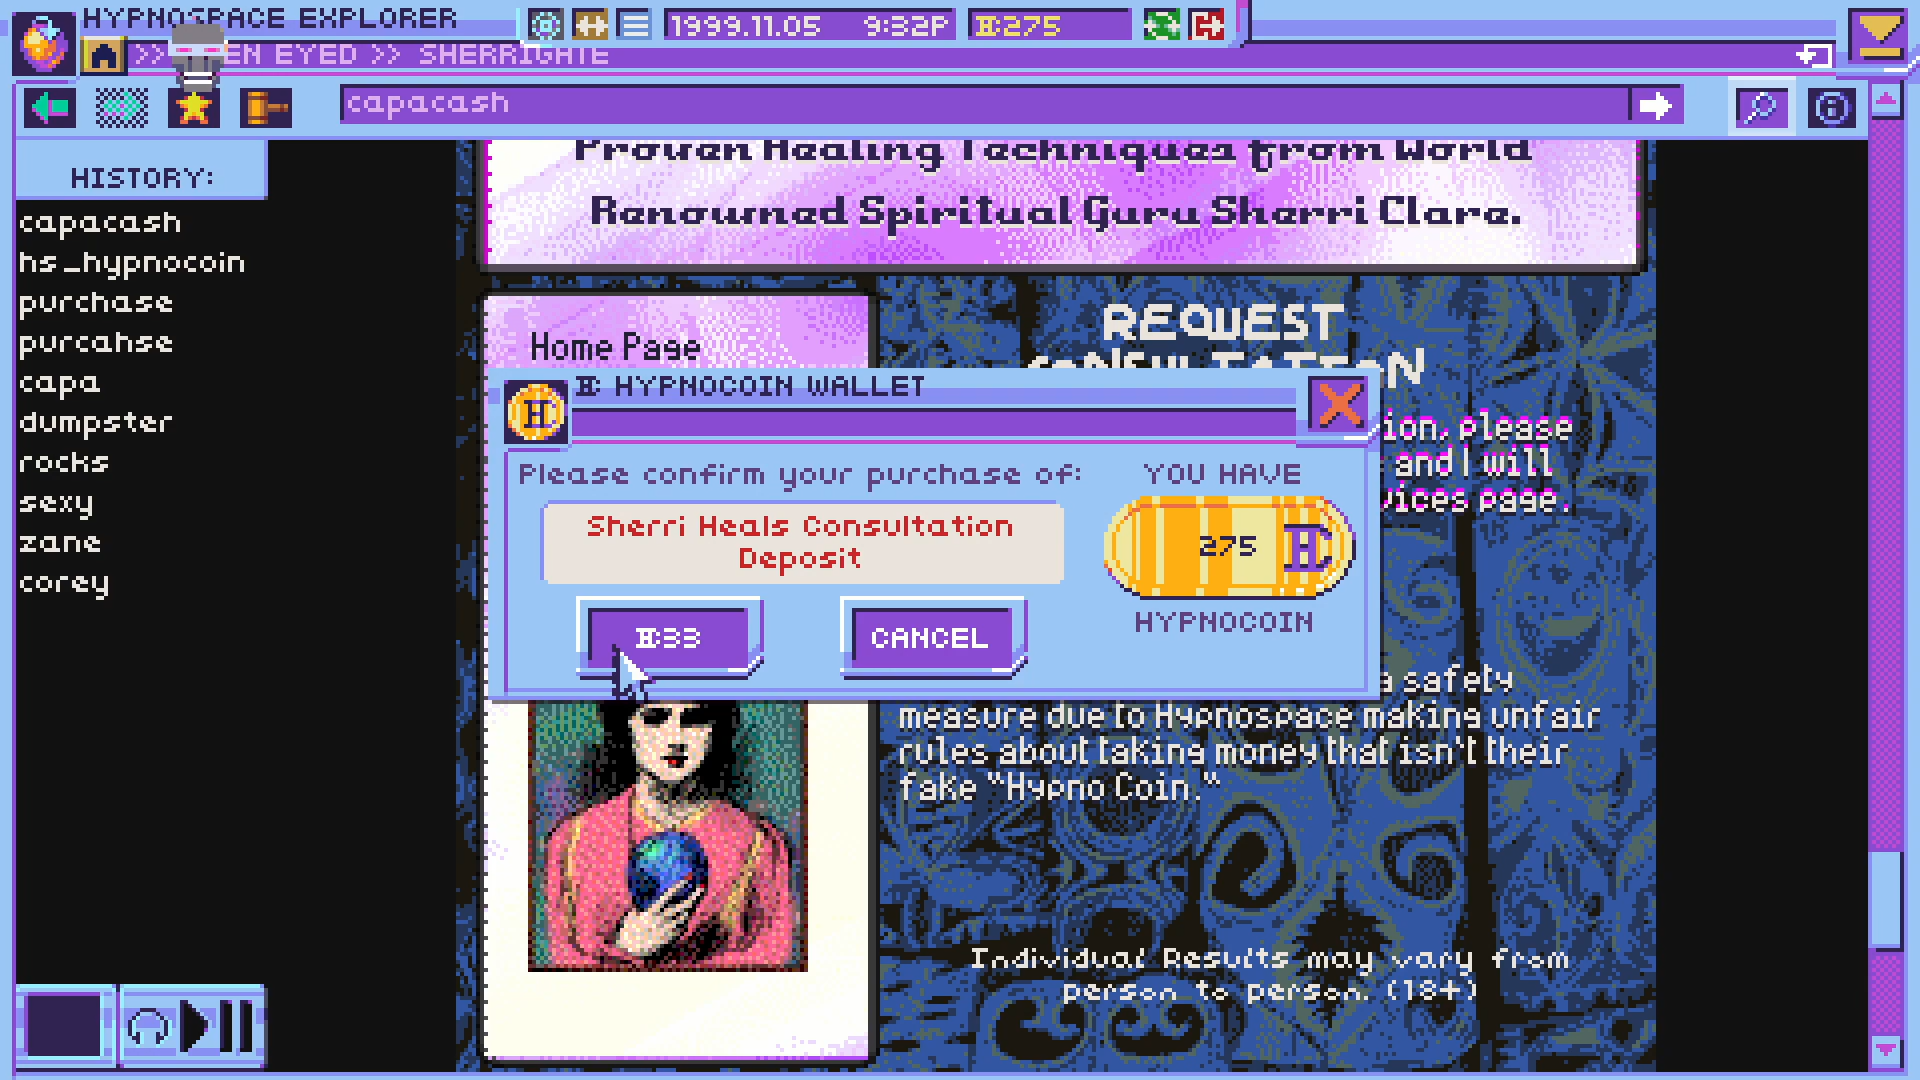 HYPNOSPACE EXPLORER
1999.11.05 9:32P
275
>> EN EYED >> SHERRIGATE
capacash
HISTORY:
capacash
hs_hypnocoin
purchase
purcahse
capa
dumpster
rocks
sexy
zane
corey
Proven Healing Techniques from World
Renowned Spiritual Guru Sherri Clare.
Home Page
REQUEST
CONSULTATION
ion, please
and I will
vices page.
HYPNOCOIN WALLET
Please confirm your purchase of:
Sherri Heals Consultation
Deposit
33
CANCEL
YOU HAVE
275
HYPNOCOIN
a safety
measure due to Hypnospace making unfair
rules about taking money that isn't their
fake "Hypno Coin."
Individual Results may vary from
person to person. (18+)